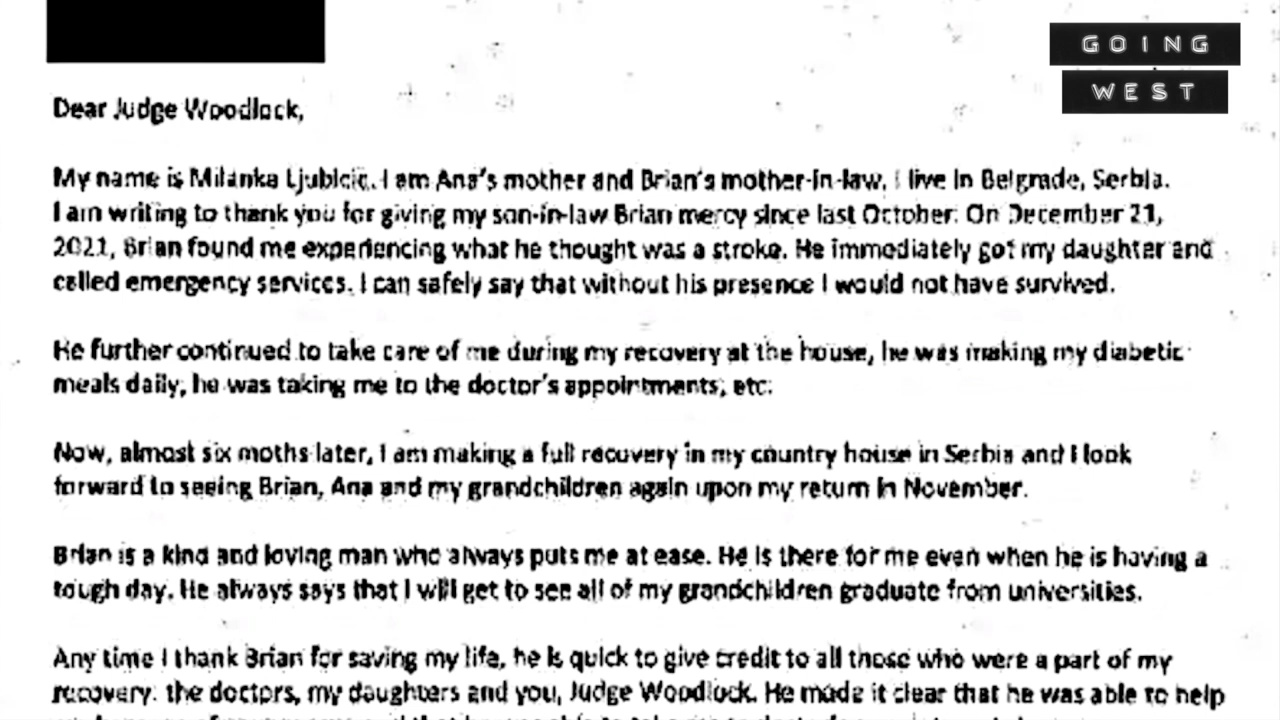 GOING
WEST
Dear Judge Woodlock,
My name is Milanka Ljubicic. I am Ana's mother and Brian's mother-in-law. I live in Belgrade, Serbia.
I am writing to thank you for giving my son-in-law Brian mercy since last October. On December 21,
2021, Brian found me experiencing what he thought was a stroke. He immediately got my daughter and
called emergency services. I can safely say that without his presence I would not have survived.
He further continued to take care of me during my recovery at the house, he was making my diabetic
meals daily, he was taking me to the doctor's appointments, etc.
Now, almost six moths later, I am making a full recovery in my country house in Serbia and I look
forward to seeing Brian, Ana and my grandchildren again upon my return in November.
Brian is a kind and loving man who always puts me at ease. He is there for me even when he is having a
tough day. He always says that I will get to see all of my grandchildren graduate from universities.
Any time I thank Brian for saving my life, he is quick to give credit to all those who were a part of my
recovery: the doctors, my daughters and you, Judge Woodlock. He made it clear that he was able to help